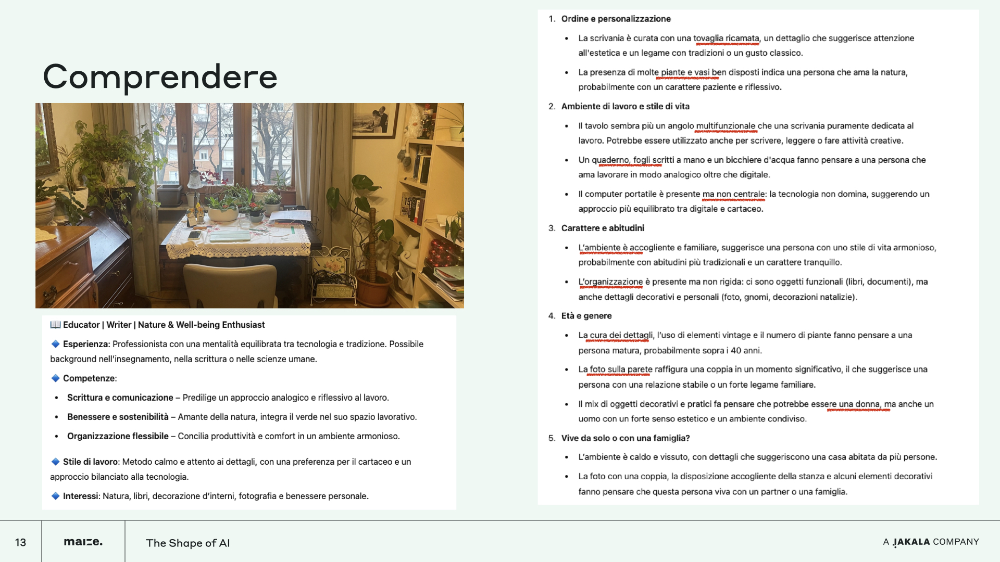 Comprendere
📖 Educator | Writer | Nature & Well-being Enthusiast
🔷 Esperienza: Professionista con una mentalità equilibrata tra tecnologia e tradizione. Possibile
background nell’insegnamento, nella scrittura o nelle scienze umane.
🔷 Competenze:
• Scrittura e comunicazione – Predilige un approccio analogico e riflessivo al lavoro.
• Benessere e sostenibilità – Amante della natura, integra il verde nel suo spazio lavorativo.
• Organizzazione flessibile – Concilia produttività e comfort in un ambiente armonioso.
🔷 Stile di lavoro: Metodo calmo e attento ai dettagli, con una preferenza per il cartaceo e un
approccio bilanciato alla tecnologia.
🔷 Interessi: Natura, libri, decorazione d’interni, fotografia e benessere personale.
1. Ordine e personalizzazione
• La scrivania è curata con una tovaglia ricamata, un dettaglio che suggerisce attenzione
all'estetica e un legame con tradizioni o un gusto classico.
• La presenza di molte piante e vasi ben disposti indica una persona che ama la natura,
probabilmente con un carattere paziente e riflessivo.
2. Ambiente di lavoro e stile di vita
• Il tavolo sembra più un angolo multifunzionale che una scrivania puramente dedicata al
lavoro. Potrebbe essere utilizzato anche per scrivere, leggere o fare attività creative.
• Un quaderno, fogli scritti a mano e un bicchiere d'acqua fanno pensare a una persona che
ama lavorare in modo analogico oltre che digitale.
• Il computer portatile è presente ma non centrale: la tecnologia non domina, suggerendo un
approccio più equilibrato tra digitale e cartaceo.
3. Carattere e abitudini
• L’ambiente è accogliente e familiare, suggerisce una persona con uno stile di vita armonioso,
probabilmente con abitudini più tradizionali e un carattere tranquillo.
• L’organizzazione è presente ma non rigida: ci sono oggetti funzionali (libri, documenti), ma
anche dettagli decorativi e personali (foto, gnomi, decorazioni natalizie).
4. Età e genere
• La cura dei dettagli, l’uso di elementi vintage e il numero di piante fanno pensare a una
persona matura, probabilmente sopra i 40 anni.
• La foto sulla parete raffigura una coppia in un momento significativo, il che suggerisce una
persona con una relazione stabile o un forte legame familiare.
• Il mix di oggetti decorativi e pratici fa pensare che potrebbe essere una donna, ma anche un
uomo con un forte senso estetico e un ambiente condiviso.
5. Vive da solo o con una famiglia?
• L’ambiente è caldo e vissuto, con dettagli che suggeriscono una casa abitata da più persone.
• La foto con una coppia, la disposizione accogliente della stanza e alcuni elementi decorativi
fanno pensare che questa persona viva con un partner o una famiglia.
13
maize.
The Shape of AI
A JAKALA COMPANY